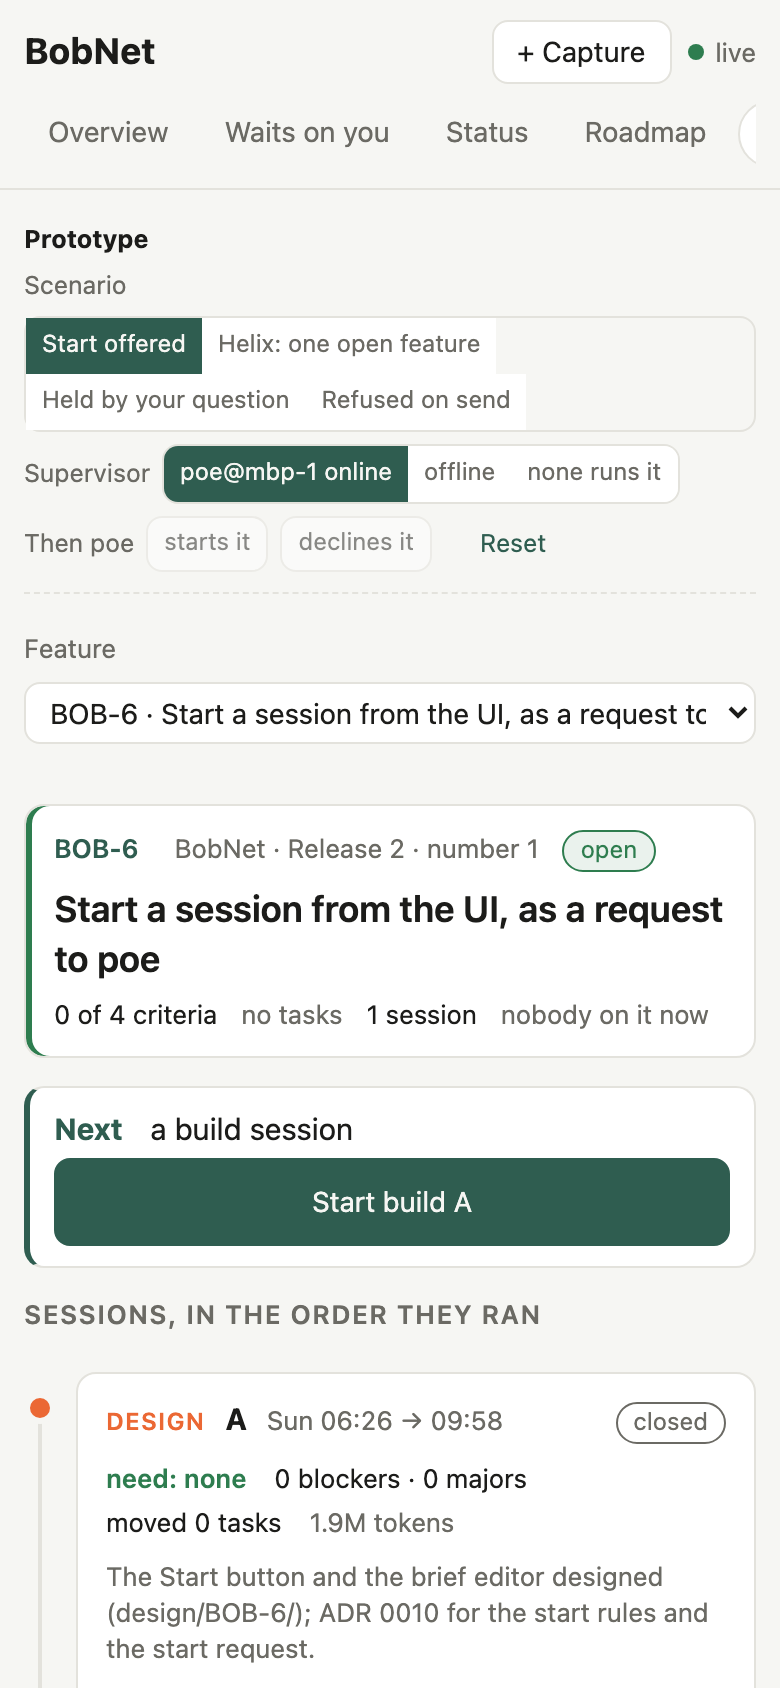 BobNet
+ Capture
live
Overview Waits on you Status Roadmap
Prototype
Scenario
Start offered Helix: one open feature
Held by your question Refused on send
Supervisor poe@mbp-1 online offline none runs it
Then poe starts it declines it Reset
Feature
BOB-6 · Start a session from the UI, as a request to
BOB-6 BobNet · Release 2 · number 1 open
Start a session from the UI, as a request
to poe
0 of 4 criteria no tasks 1 session nobody on it now
Next a build session
Start build A
SESSIONS, IN THE ORDER THEY RAN
DESIGN A Sun 06:26 → 09:58 closed
need: none 0 blockers · 0 majors
moved 0 tasks 1.9M tokens
The Start button and the brief editor designed
(design/BOB-6/); ADR 0010 for the start rules and
the start request.